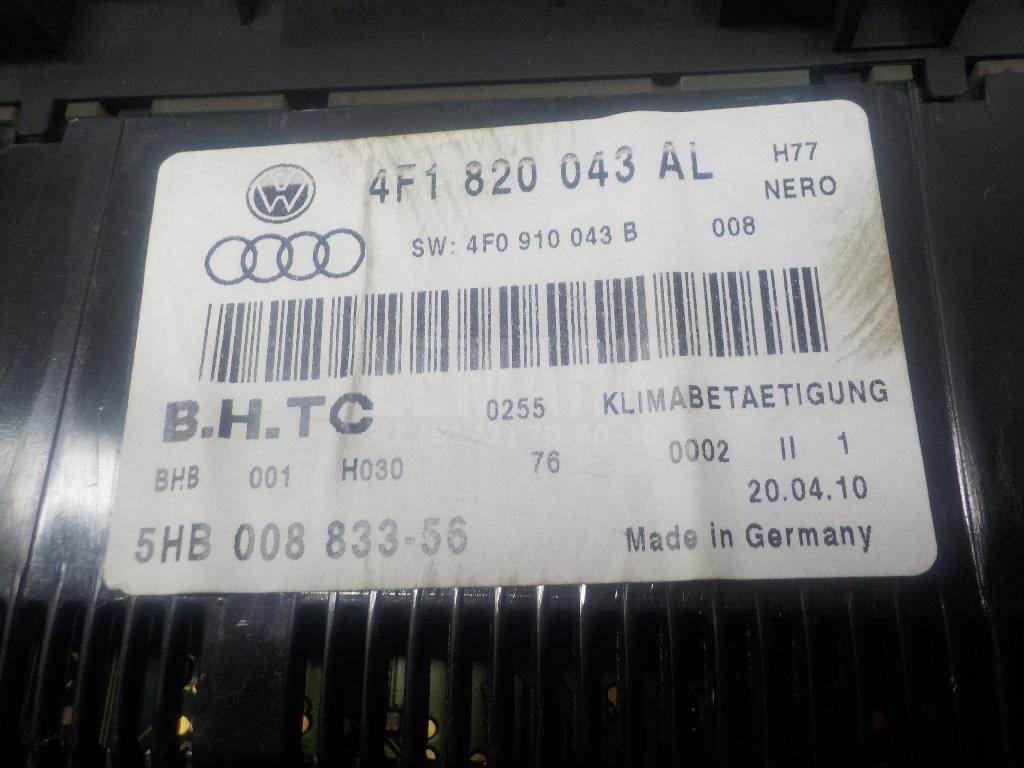 4F1 820 043 AL H77
NERO
SW: 4F0 910 043 B 008
B.H.TC 0255 KLIMABETAETIGUNG
BHB 001 H030 76 0002 II 1
20.04.10
5HB 008 833-56 Made in Germany